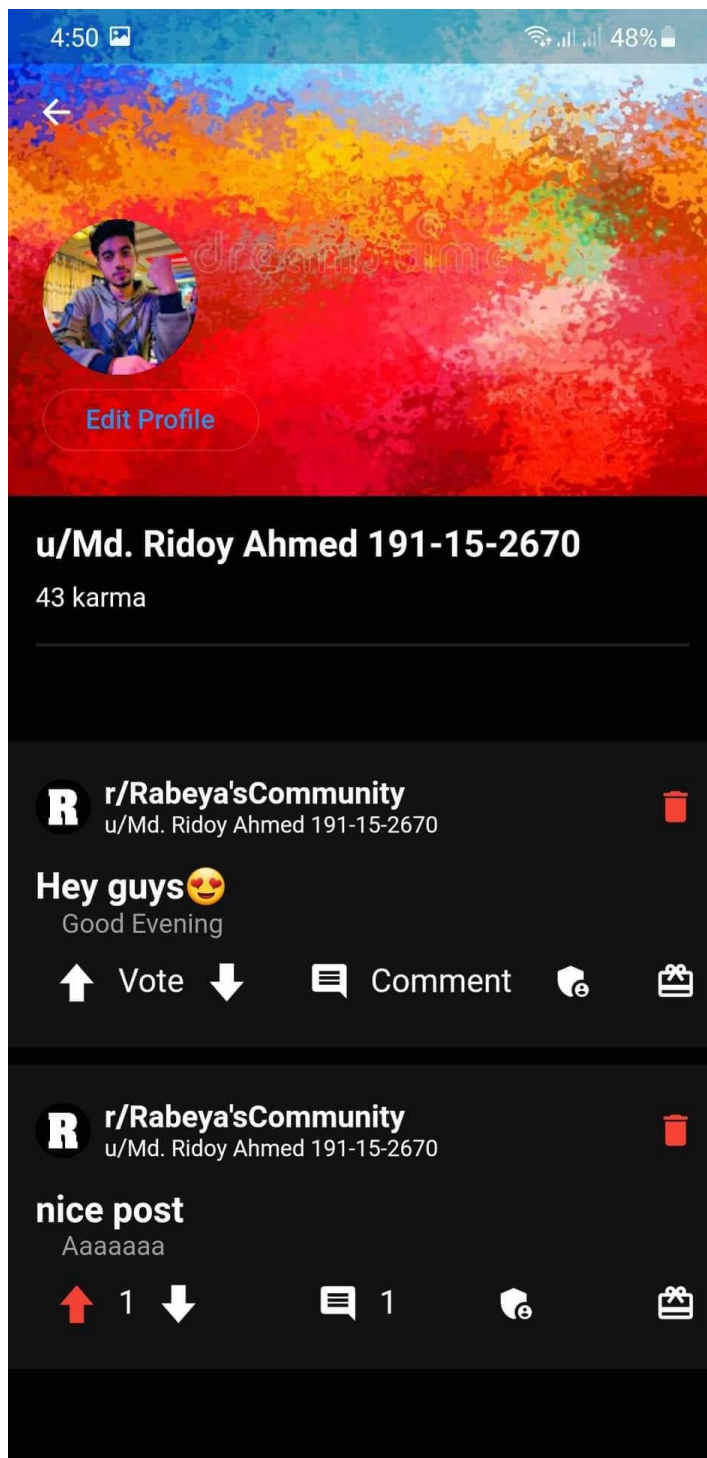 4:50 48%
dreamstime
Edit Profile
u/Md. Ridoy Ahmed 191-15-2670
43 karma
R r/Rabeya'sCommunity
u/Md. Ridoy Ahmed 191-15-2670
Hey guys😍
Good Evening
Vote Comment
R r/Rabeya'sCommunity
u/Md. Ridoy Ahmed 191-15-2670
nice post
Aaaaaaa
1 1